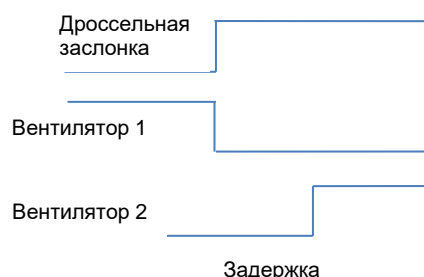 Дроссельная
заслонка
Вентилятор 1
Вентилятор 2
Задержка